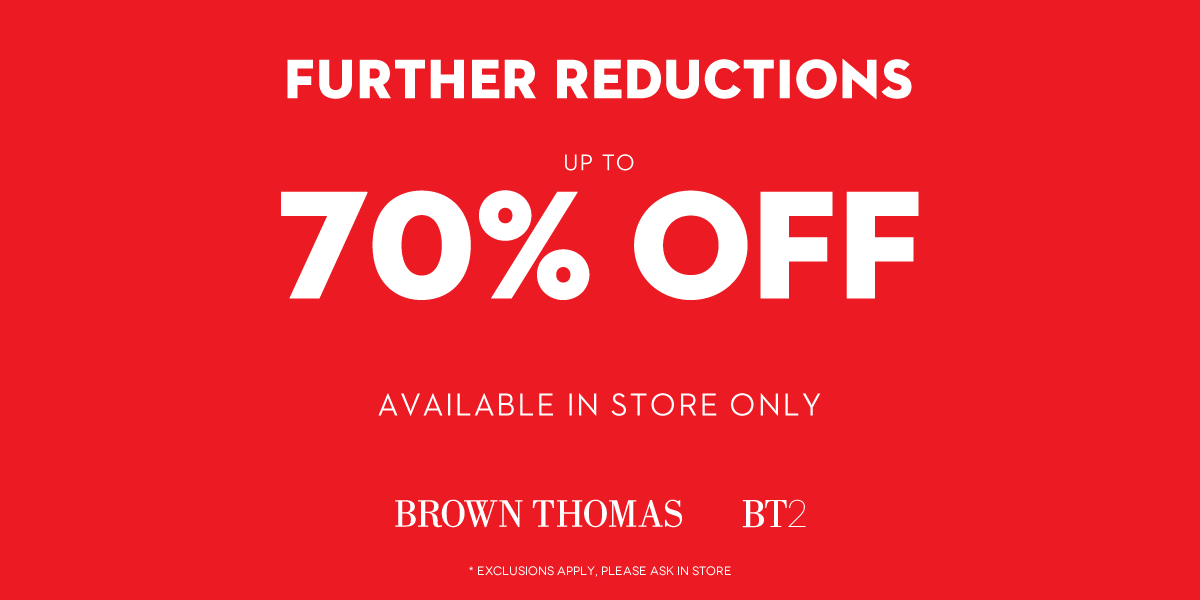 FURTHER REDUCTIONS
UP TO
70% OFF
AVAILABLE IN STORE ONLY
BROWN THOMAS BT2
* EXCLUSIONS APPLY, PLEASE ASK IN STORE